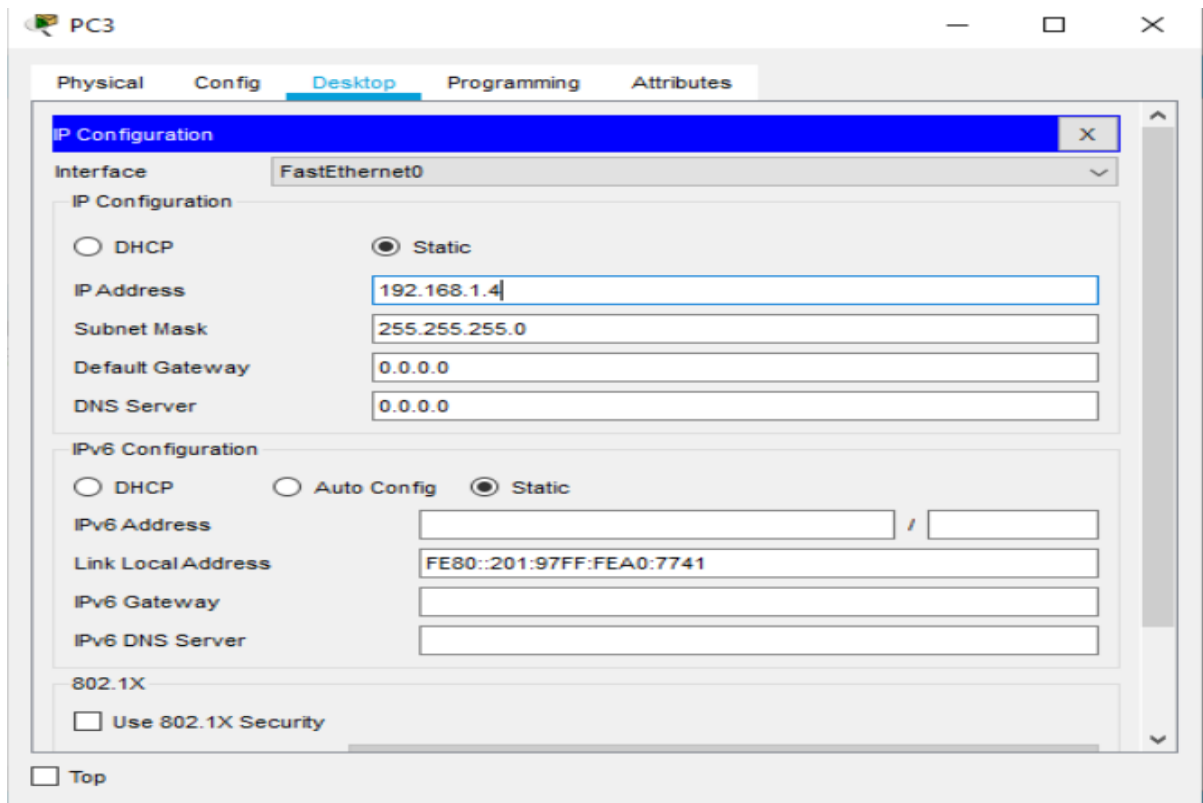 PC3
Physical Config Desktop Programming Attributes
IP Configuration X
Interface FastEthernet0
IP Configuration
DHCP Static
IP Address 192.168.1.4
Subnet Mask 255.255.255.0
Default Gateway 0.0.0.0
DNS Server 0.0.0.0
IPv6 Configuration
DHCP Auto Config Static
IPv6 Address /
Link Local Address FE80::201:97FF:FEA0:7741
IPv6 Gateway
IPv6 DNS Server
802.1X
Use 802.1X Security
Top